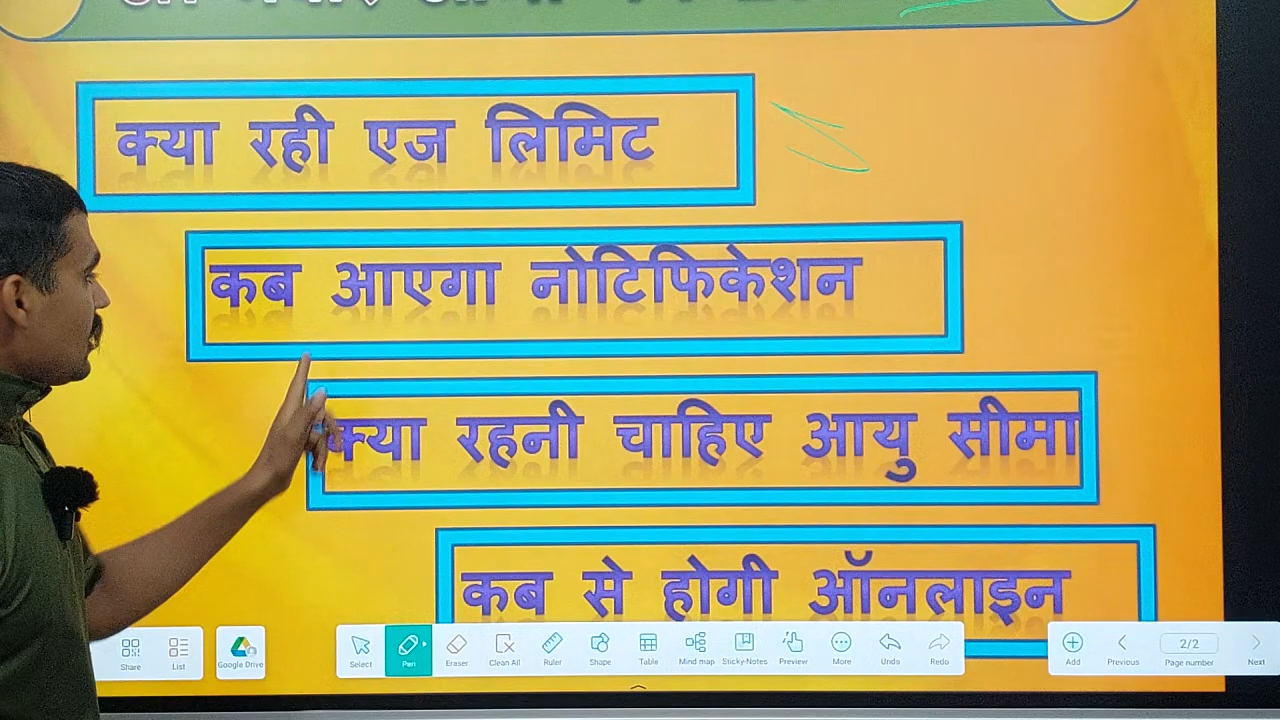 क्या रही एज लिमिट
कब आएगा नोटिफिकेशन
क्या रहनी चाहिए आयु सीमा
कब से होगी ऑनलाइन
Share
List
Google Drive
Select
Pen
Eraser
Clean All
Ruler
Shape
Table
Mind map
Sticky-Notes
Preview
More
Undo
Redo
Add
Previous
2/2
Page number
Next